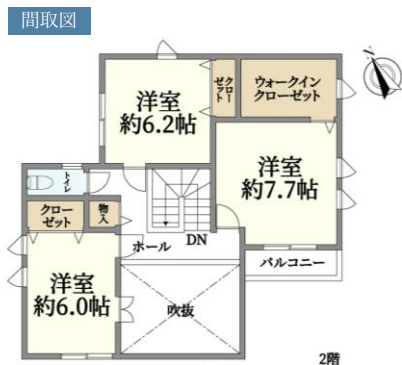 間取図
洋室
約6.2帖
クロー
ゼット
ウォークイン
クローゼット
洋室
約7.7帖
トイレ
クロー
ゼット
物入
ホール
DN
バルコニー
洋室
約6.0帖
吹抜
2階